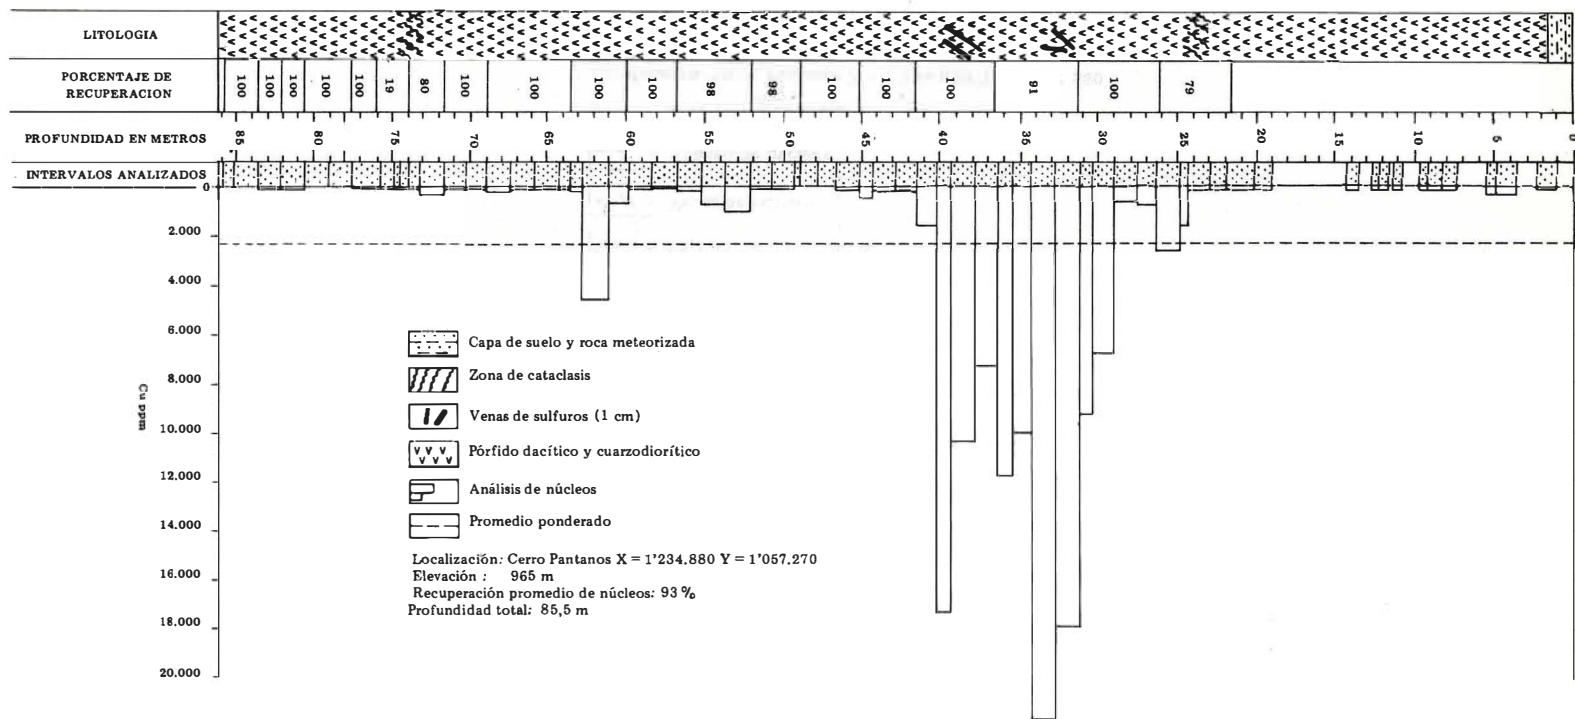 LITOLOGIA
PORCENTAJE DE
RECUPERACION
100 100 100 100 100 61 80 100 100 100 100 98 98 100 100 100 91 100 79
PROFUNDIDAD EN METROS
85 80 75 70 65 60 55 50 45 40 35 30 25 20 15 10 5 0
INTERVALOS ANALIZADOS
0
2.000
4.000
6.000
8.000
10.000
12.000
14.000
16.000
18.000
20.000
Cu ppm
Capa de suelo y roca meteorizada
Zona de cataclasis
Venas de sulfuros (1 cm)
Pórfido dacítico y cuarzodiorítico
Análisis de núcleos
Promedio ponderado
Localización: Cerro Pantanos X = 1'234.880 Y = 1'057.270
Elevación : 965 m
Recuperación promedio de núcleos: 93 %
Profundidad total: 85,5 m